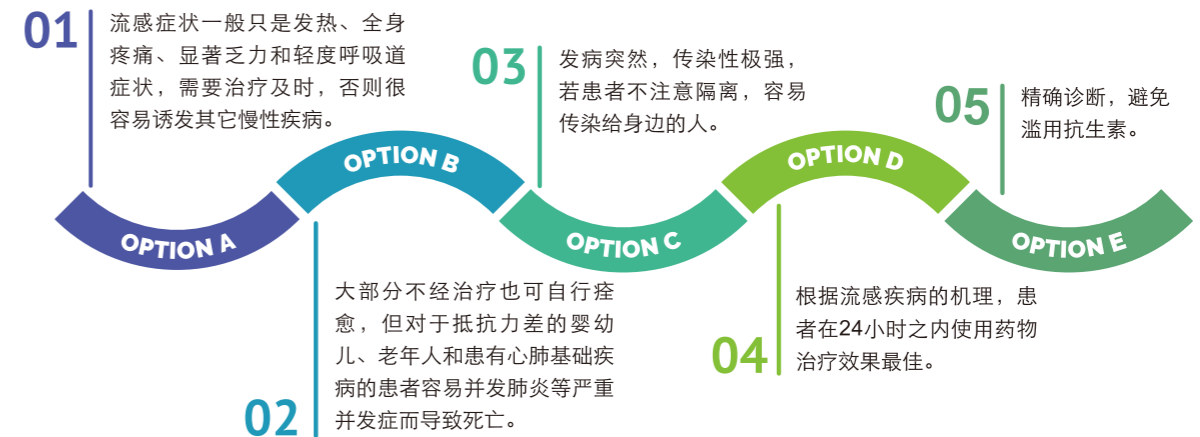 01
流感症状一般只是发热、全身
疼痛、显著乏力和轻度呼吸道
症状，需要治疗及时，否则很
容易诱发其它慢性疾病。
OPTION A
OPTION B
02
大部分不经治疗也可自行痊
愈，但对于抵抗力差的婴幼
儿、老年人和患有心肺基础疾
病的患者容易并发肺炎等严重
并发症而导致死亡。
03
发病突然，传染性极强，
若患者不注意隔离，容易
传染给身边的人。
OPTION C
OPTION D
04
根据流感疾病的机理，患
者在24小时之内使用药物
治疗效果最佳。
05
精确诊断，避免
滥用抗生素。
OPTION E